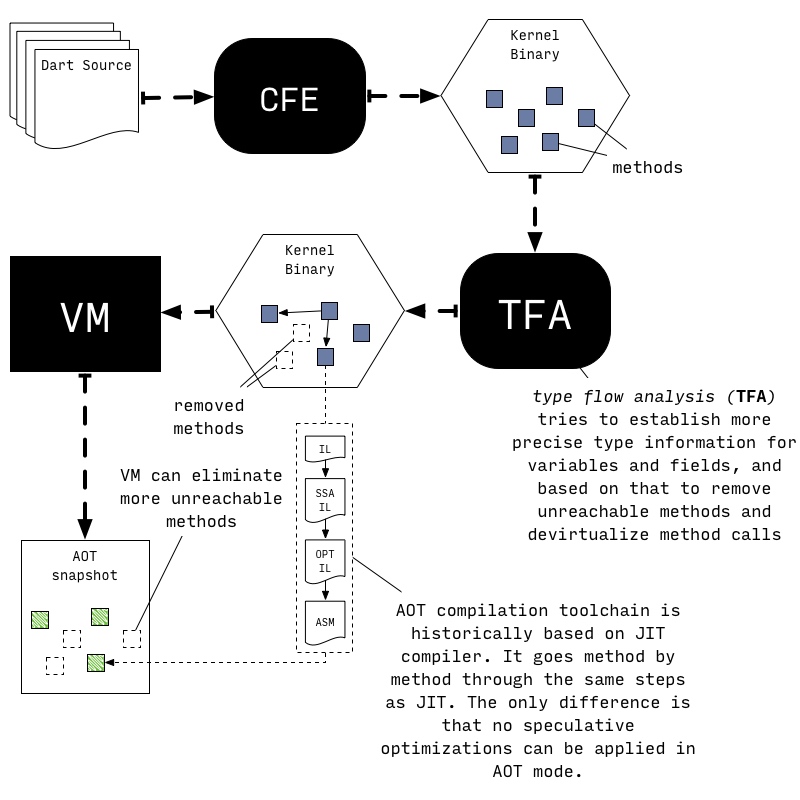 Dart Source
CFE
Kernel
Binary
methods
VM
Kernel
Binary
TFA
removed
methods
type flow analysis (TFA)
tries to establish more
precise type information for
variables and fields, and
based on that to remove
unreachable methods and
devirtualize method calls
VM can eliminate
more unreachable
methods
IL
SSA
IL
OPT
IL
ASM
AOT
snapshot
AOT compilation toolchain is
historically based on JIT
compiler. It goes method by
method through the same steps
as JIT. The only difference is
that no speculative
optimizations can be applied in
AOT mode.